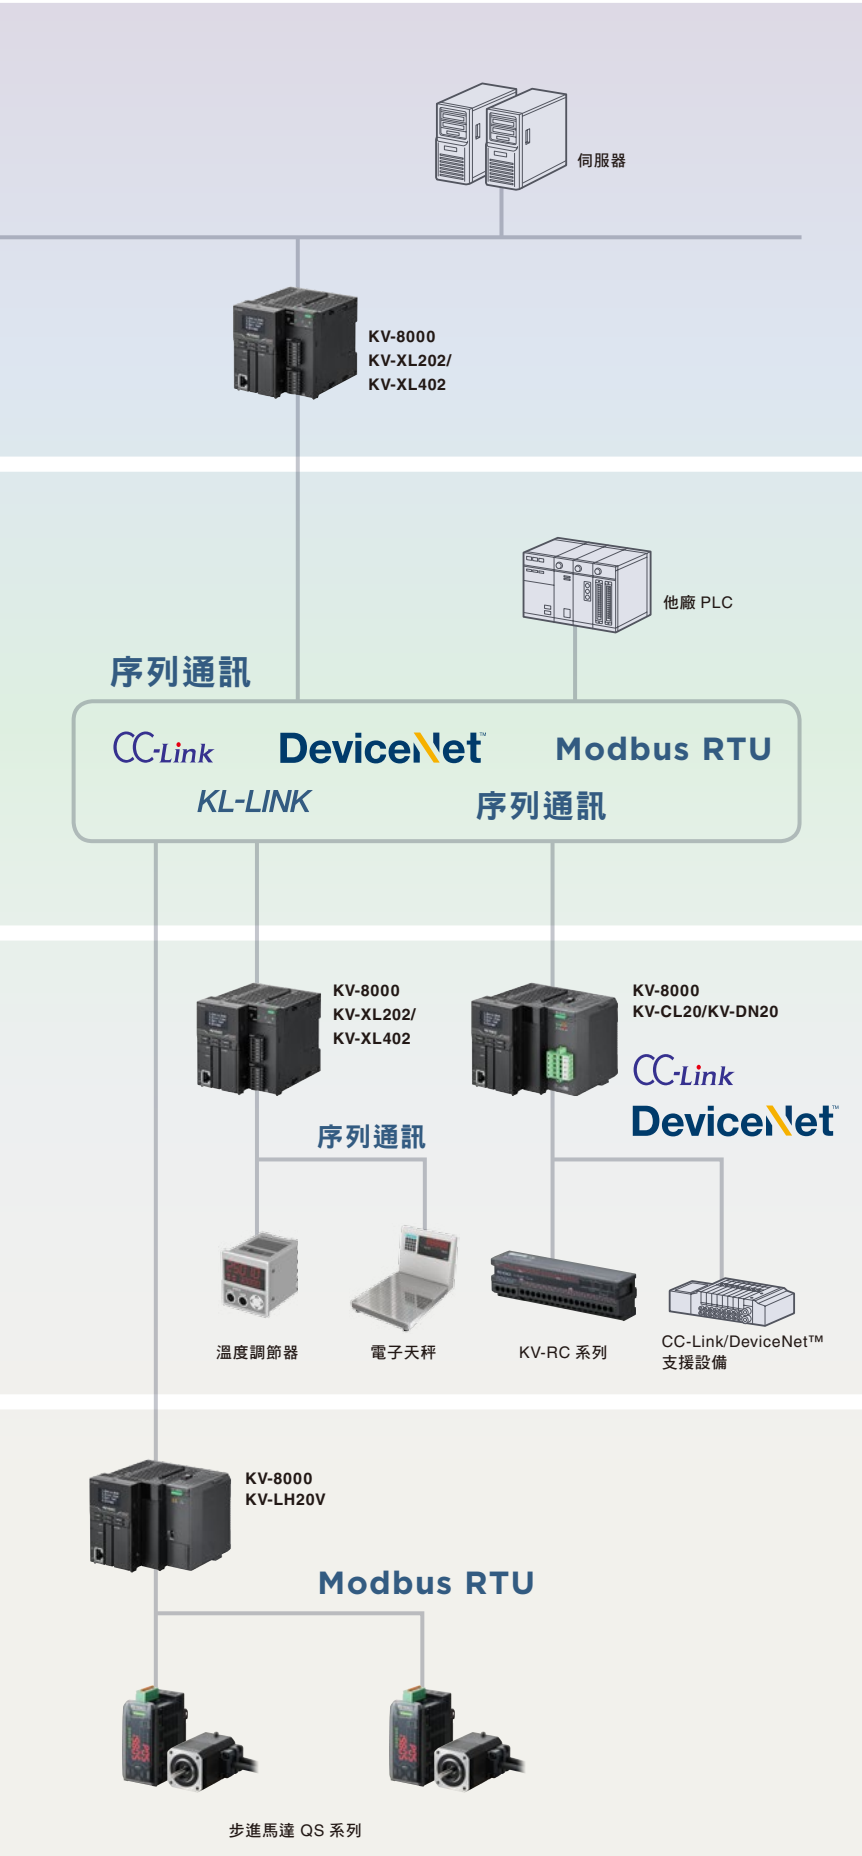 伺服器
KV-8000
KV-XL202/
KV-XL402
他廠 PLC
序列通訊
CC-Link
DeviceNet™
Modbus RTU
KL-LINK
序列通訊
KV-8000
KV-XL202/
KV-XL402
KV-8000
KV-CL20/KV-DN20
CC-Link
DeviceNet™
序列通訊
溫度調節器
電子天秤
KV-RC 系列
CC-Link/DeviceNet™
支援設備
KV-8000
KV-LH20V
Modbus RTU
步進馬達 QS 系列